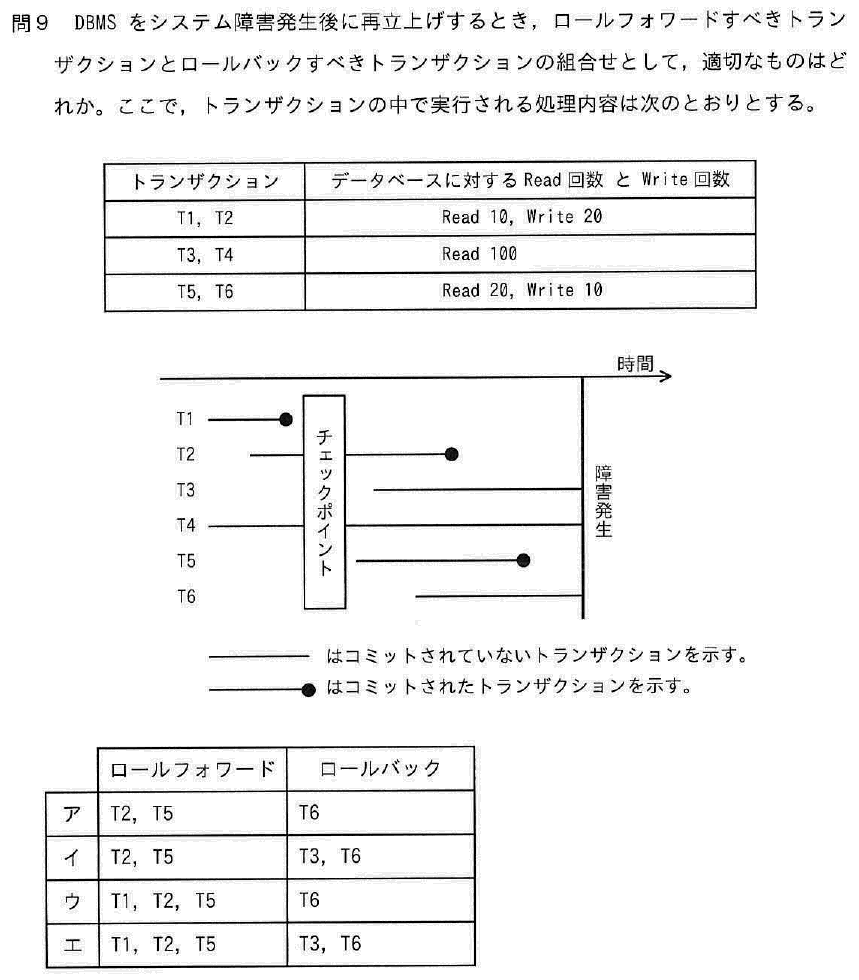 問9 DBMS をシステム障害発生後に再立上げするとき，ロールフォワードすべきトラン
ザクションとロールバックすべきトランザクションの組合せとして，適切なものはど
れか。ここで，トランザクションの中で実行される処理内容は次のとおりとする。
トランザクション データベースに対する Read 回数 と Write 回数
T1, T2 Read 10, Write 20
T3, T4 Read 100
T5, T6 Read 20, Write 10
時間
T1
T2
T3
T4
T5
T6
チェックポイント
障害発生
はコミットされていないトランザクションを示す。
はコミットされたトランザクションを示す。
ロールフォワード ロールバック
ア T2, T5 T6
イ T2, T5 T3, T6
ウ T1, T2, T5 T6
エ T1, T2, T5 T3, T6